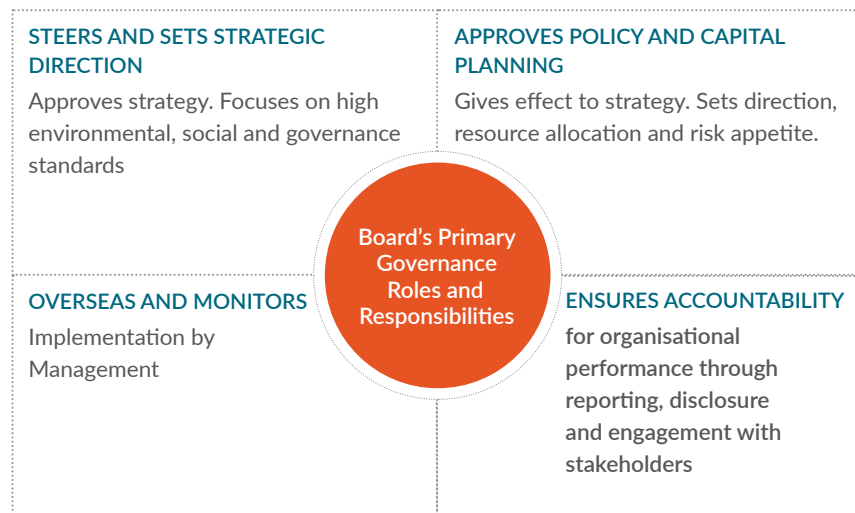 STEERS AND SETS STRATEGIC
DIRECTION
Approves strategy. Focuses on high
environmental, social and governance
standards
APPROVES POLICY AND CAPITAL
PLANNING
Gives effect to strategy. Sets direction,
resource allocation and risk appetite.
Board's Primary
Governance
Roles and
Responsibilities
OVERSEAS AND MONITORS
Implementation by
Management
ENSURES ACCOUNTABILITY
for organisational
performance through
reporting, disclosure
and engagement with
stakeholders